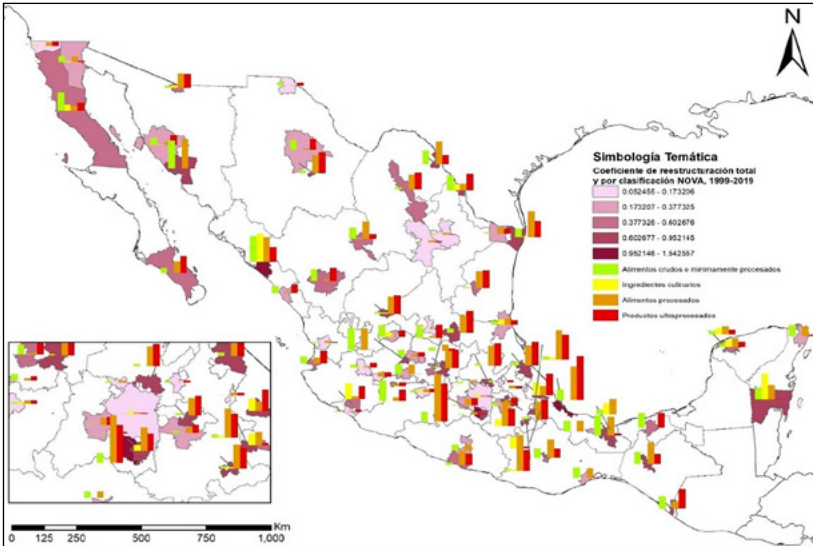 N
Simbología Temática
Coeficiente de reestructuración total
y por clasificación NOVA, 1999-2019
0.052455 - 0.173206
0.173207 - 0.377325
0.377326 - 0.602676
0.602677 - 0.952145
0.952146 - 1.542557
Alimentos crudos e minimamente procesados
Ingredientes culinarios
Alimentos procesados
Productos ultraprocesados
Km
0 125 250 500 750 1,000